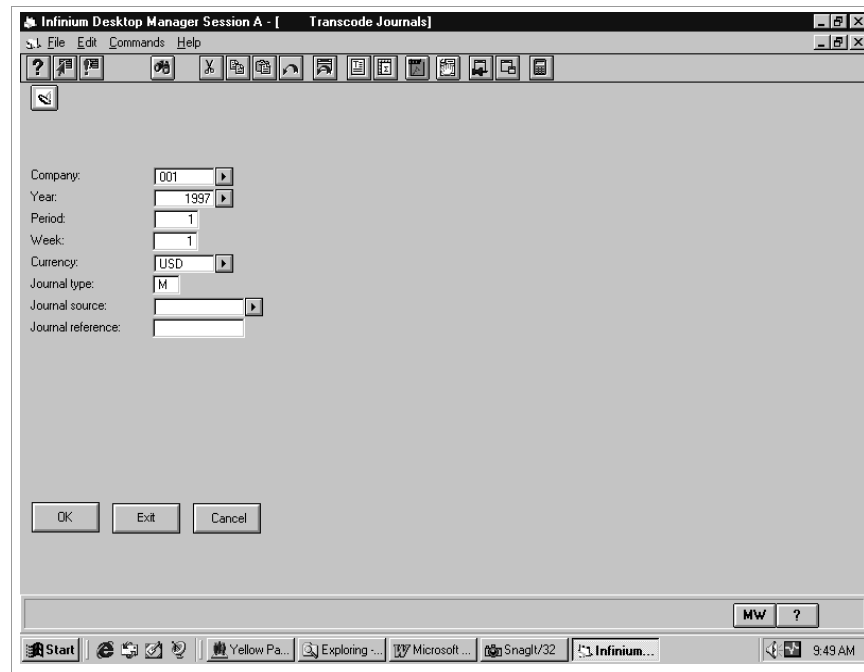 Infinium Desktop Manager Session A - [ Transcode Journals]
File Edit Commands Help
Company: 001
Year: 1997
Period: 1
Week: 1
Currency: USD
Journal type: M
Journal source:
Journal reference:
OK Exit Cancel
MW ?
Start Yellow Pa... Exploring -... Microsoft ... SnagIt/32 Infinium... 9:49 AM